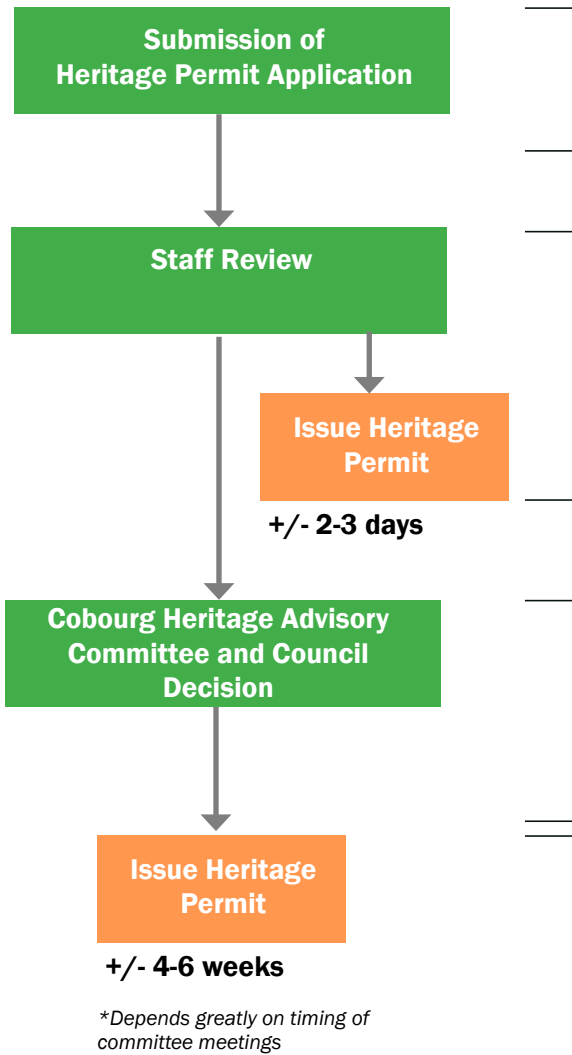 Submission of
Heritage Permit Application
Staff Review
Issue Heritage
Permit
+/- 2-3 days
Cobourg Heritage Advisory
Committee and Council
Decision
Issue Heritage
Permit
+/- 4-6 weeks
*Depends greatly on timing of
committee meetings